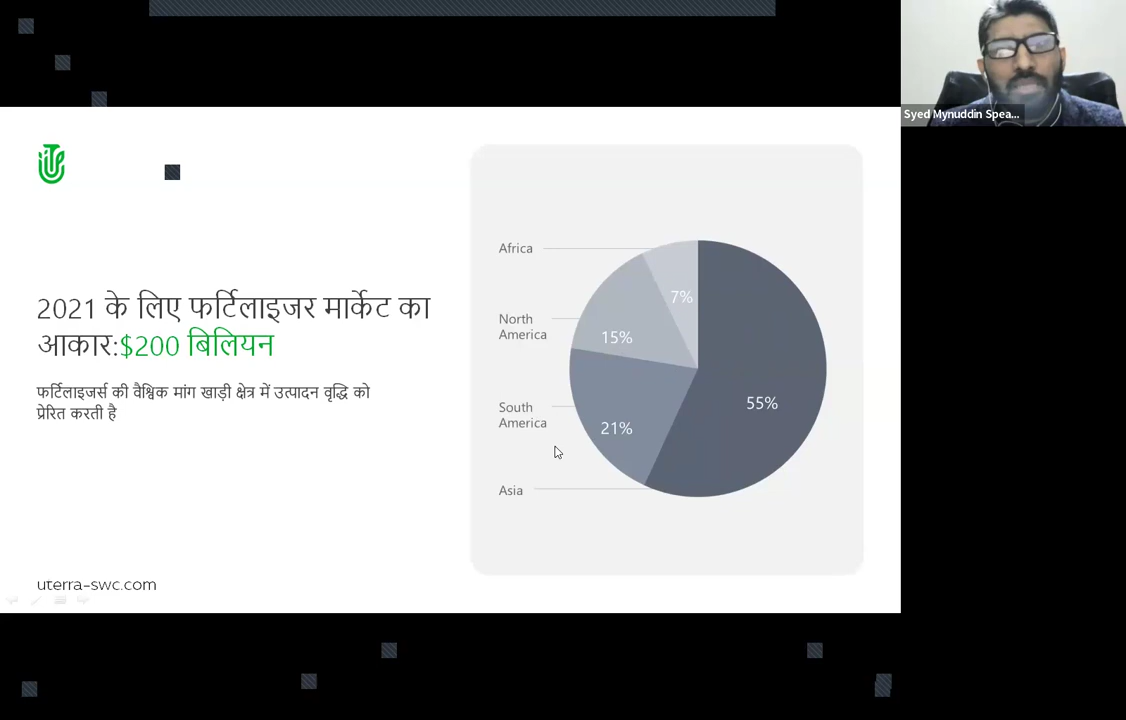 Syed Mynuddin Spea...
2021 के लिए फर्टिलाइजर मार्केट का
आकार:$200 बिलियन
फर्टिलाइजर्स की वैश्विक मांग खाड़ी क्षेत्र में उत्पादन वृद्धि को
प्रेरित करती है
Africa
7%
North
America
15%
55%
South
America
21%
Asia
uterra-swc.com